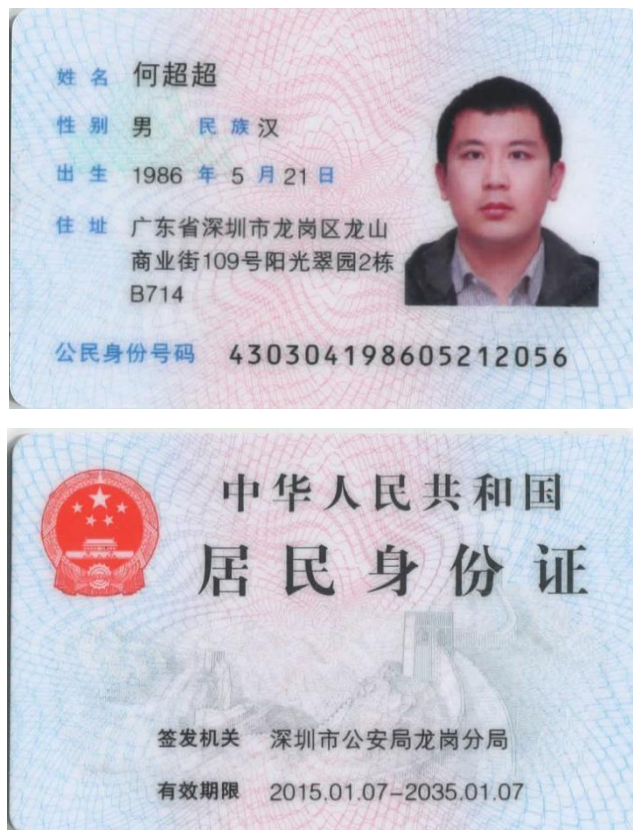 姓名 何超超
性别 男 民族 汉
出生 1986 年 5 月 21 日
住址 广东省深圳市龙岗区龙山
商业街109号阳光翠园2栋
B714
公民身份号码 430304198605212056
中华人民共和国
居民身份证
签发机关 深圳市公安局龙岗分局
有效期限 2015.01.07-2035.01.07